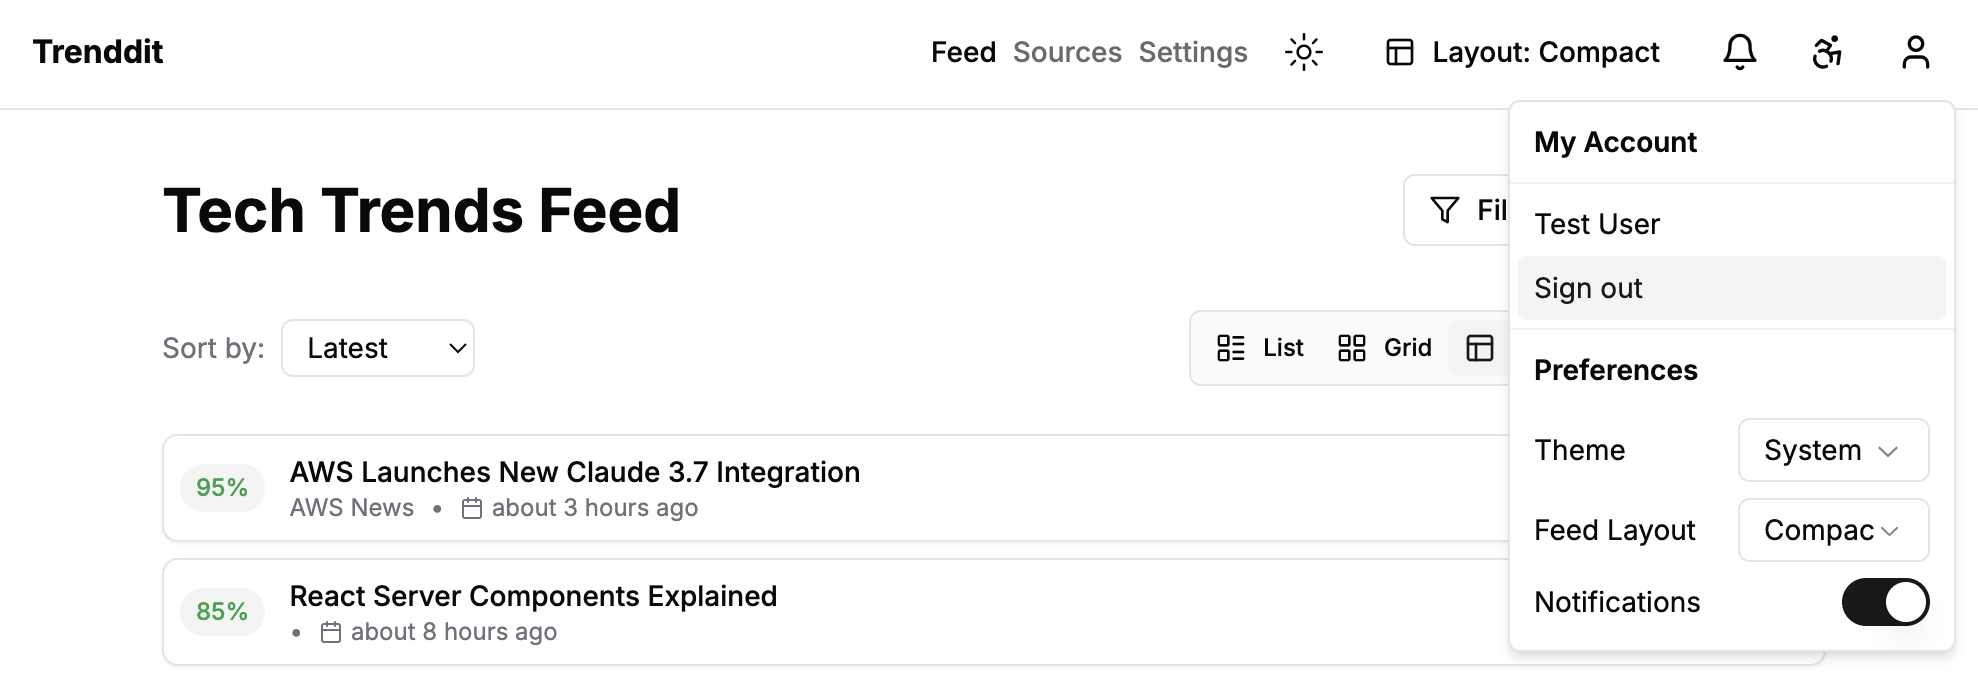 Trenddit
Feed Sources Settings Layout: Compact
My Account
Test User
Sign out
Preferences
Theme System
Feed Layout Compac
Notifications
Tech Trends Feed
Fil
Sort by: Latest
List Grid
95% AWS Launches New Claude 3.7 Integration
AWS News • about 3 hours ago
85% React Server Components Explained
• about 8 hours ago